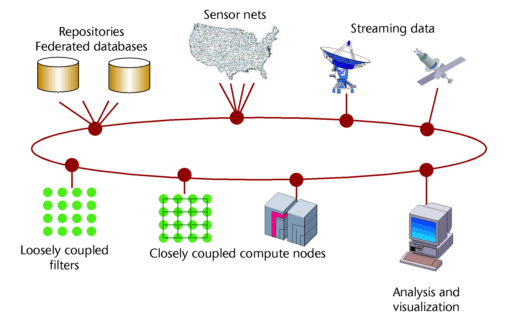 Repositories
Federated databases
Sensor nets
Streaming data
Loosely coupled
filters
Closely coupled compute nodes
Analysis and
visualization